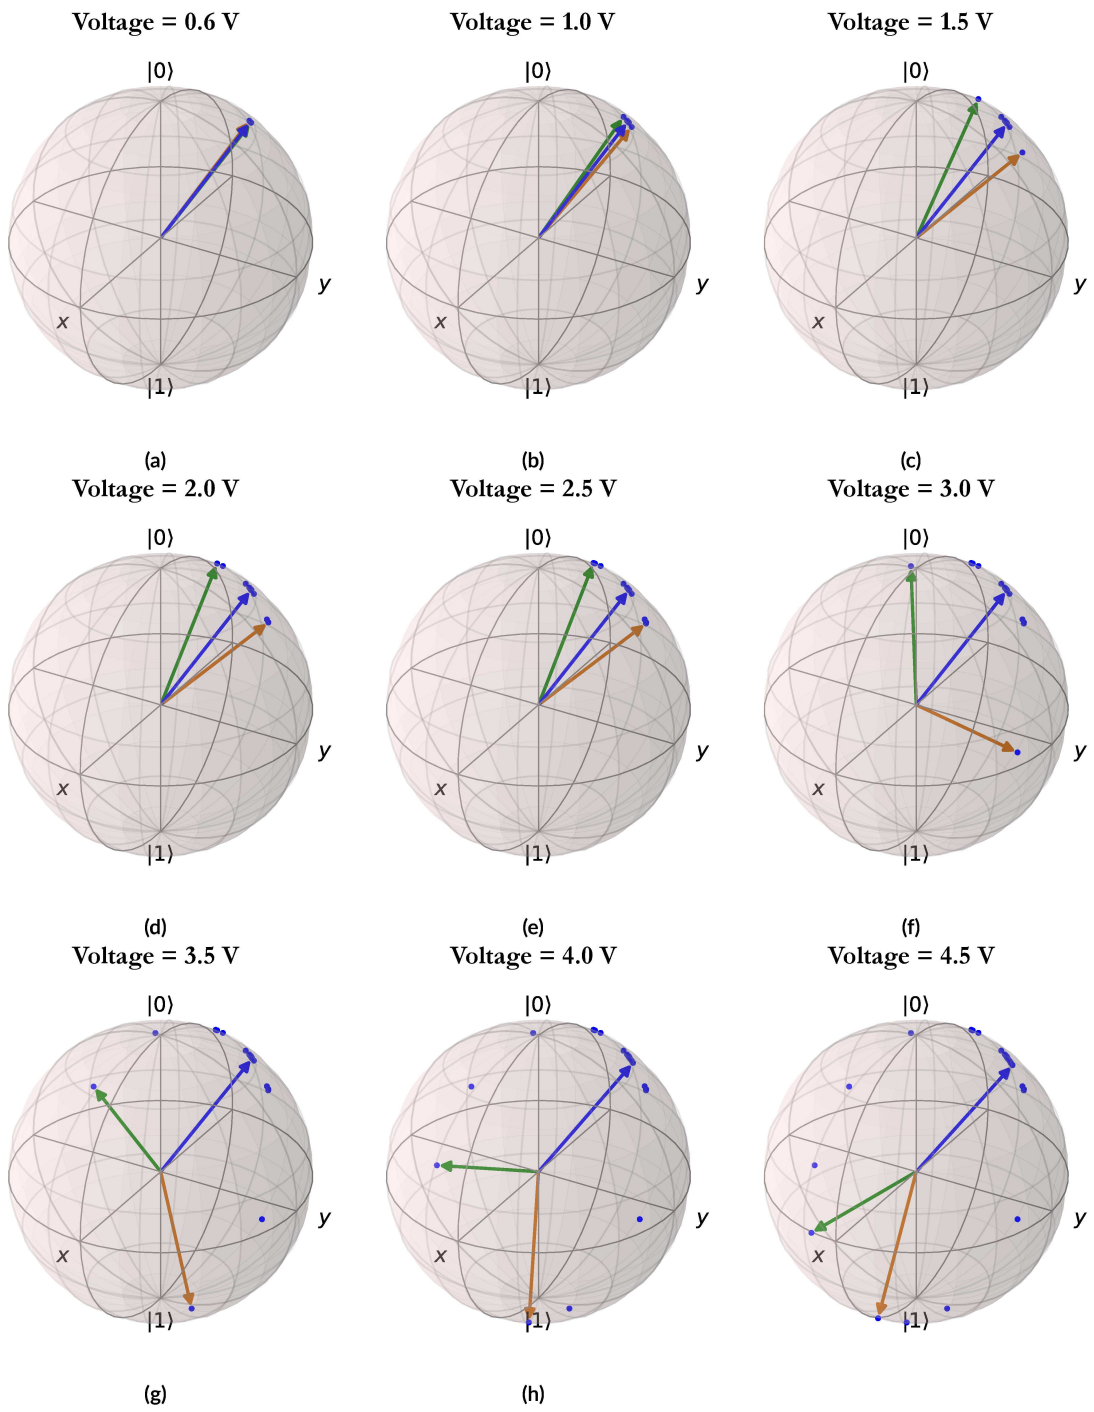 Voltage = 0.6 V Voltage = 1.0 V Voltage = 1.5 V
|0⟩ |0⟩ |0⟩
y y y
x x x
|1⟩ |1⟩ |1⟩
(a) (b) (c)
Voltage = 2.0 V Voltage = 2.5 V Voltage = 3.0 V
|0⟩ |0⟩ |0⟩
y y y
x x x
|1⟩ |1⟩ |1⟩
(d) (e) (f)
Voltage = 3.5 V Voltage = 4.0 V Voltage = 4.5 V
|0⟩ |0⟩ |0⟩
y y y
x x x
|1⟩ |1⟩ |1⟩
(g) (h)